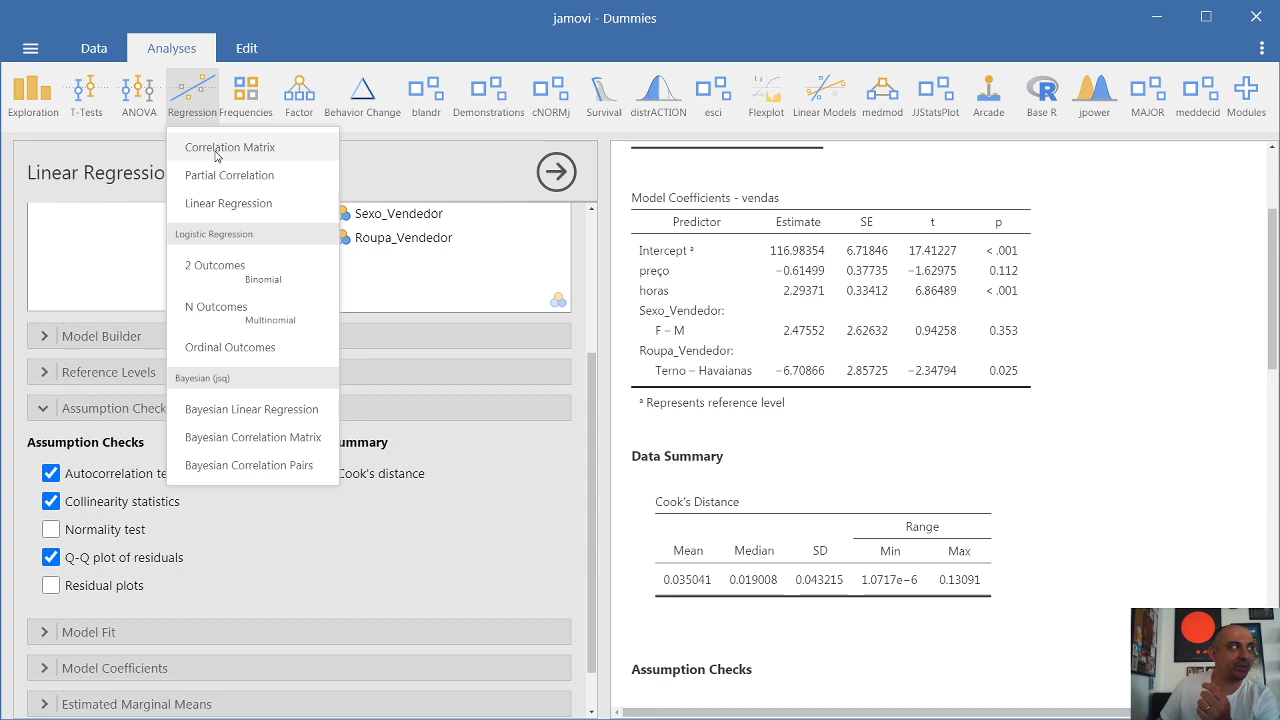 jamovi - Dummies
Data
Analyses
Edit
Exploration
T-Tests
ANOVA
Regression
Frequencies
Factor
Behavior Change
blandr
Demonstrations
cNORMj
Survival
distrACTION
esci
Flexplot
Linear Models
medmod
JJStatsPlot
Arcade
Base R
jpower
MAJOR
meddecid
Modules
Correlation Matrix
Partial Correlation
Linear Regression
Logistic Regression
2 Outcomes
Binomial
N Outcomes
Multinomial
Ordinal Outcomes
Bayesian (jsq)
Bayesian Linear Regression
Bayesian Correlation Matrix
Bayesian Correlation Pairs
Linear Regressio
Sexo_Vendedor
Roupa_Vendedor
Model Builder
Reference Levels
Assumption Check
Assumption Checks
ummary
Autocorrelation te
Cook's distance
Collinearity statistics
Normality test
Q-Q plot of residuals
Residual plots
Model Fit
Model Coefficients
Estimated Marginal Means
Model Coefficients - vendas
Predictor Estimate SE t p
Intercept ᵃ 116.98354 6.71846 17.41227 < .001
preço −0.61499 0.37735 −1.62975 0.112
horas 2.29371 0.33412 6.86489 < .001
Sexo_Vendedor:
F – M 2.47552 2.62632 0.94258 0.353
Roupa_Vendedor:
Terno – Havaianas −6.70866 2.85725 −2.34794 0.025
ᵃ Represents reference level
Data Summary
Cook's Distance
Range
Mean Median SD Min Max
0.035041 0.019008 0.043215 1.0717e−6 0.13091
Assumption Checks